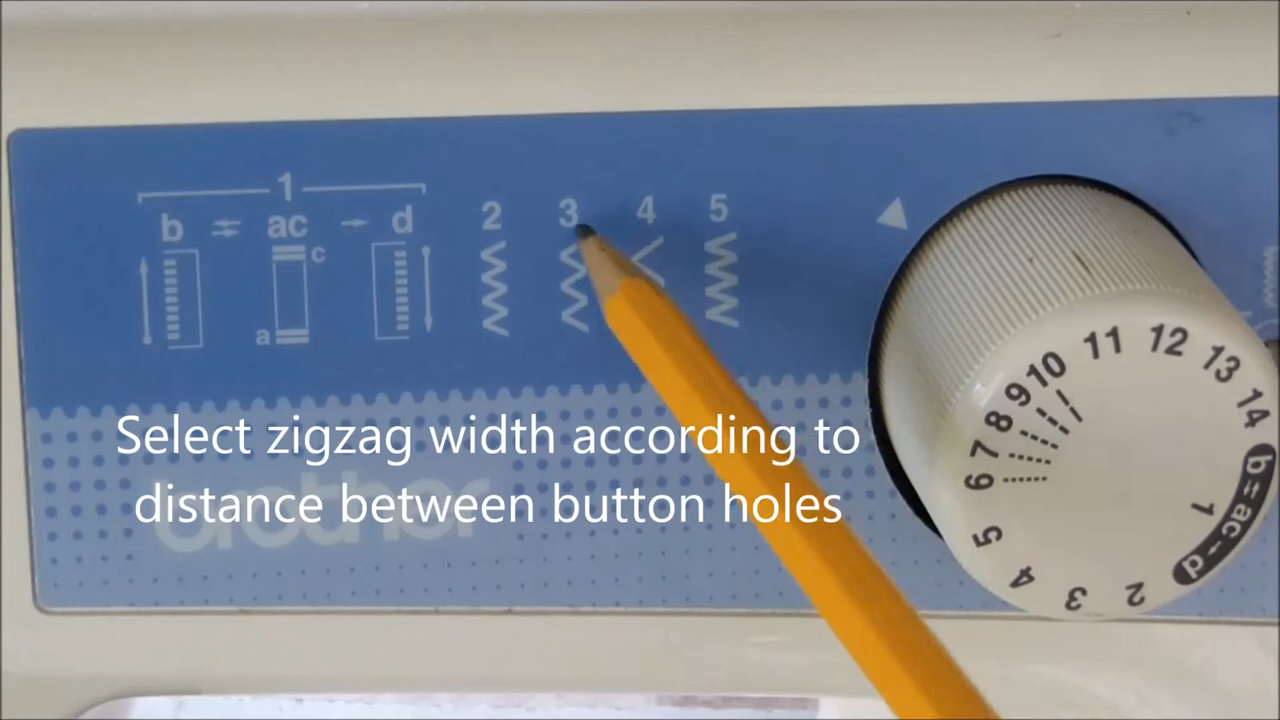 1
b ⇆ ac → d
c
a
2 3 4 5
Select zigzag width according to
distance between button holes
brother
1 2 3 4 5 6 7 8 9 10 11 12 13 14
b⇆ac→d